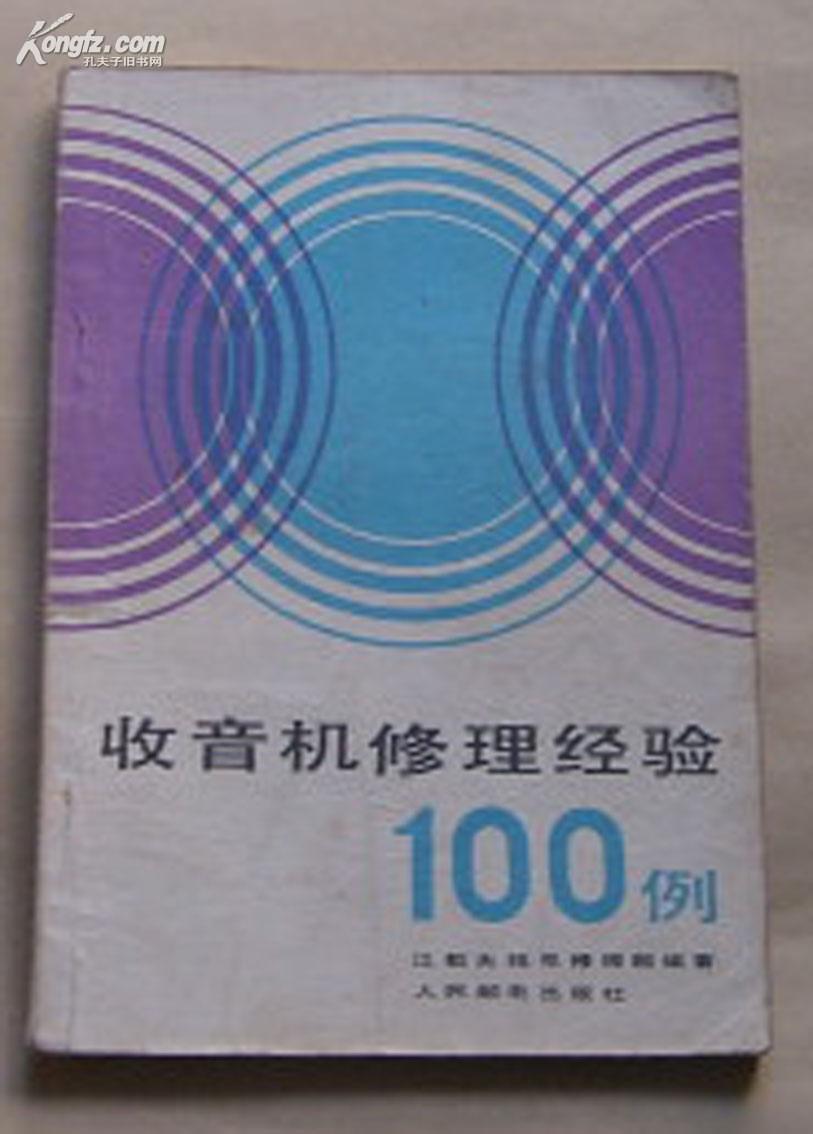 Kongfz.com
孔夫子旧书网
收音机修理经验
100例
江都无线电修理部编著
人民邮电出版社